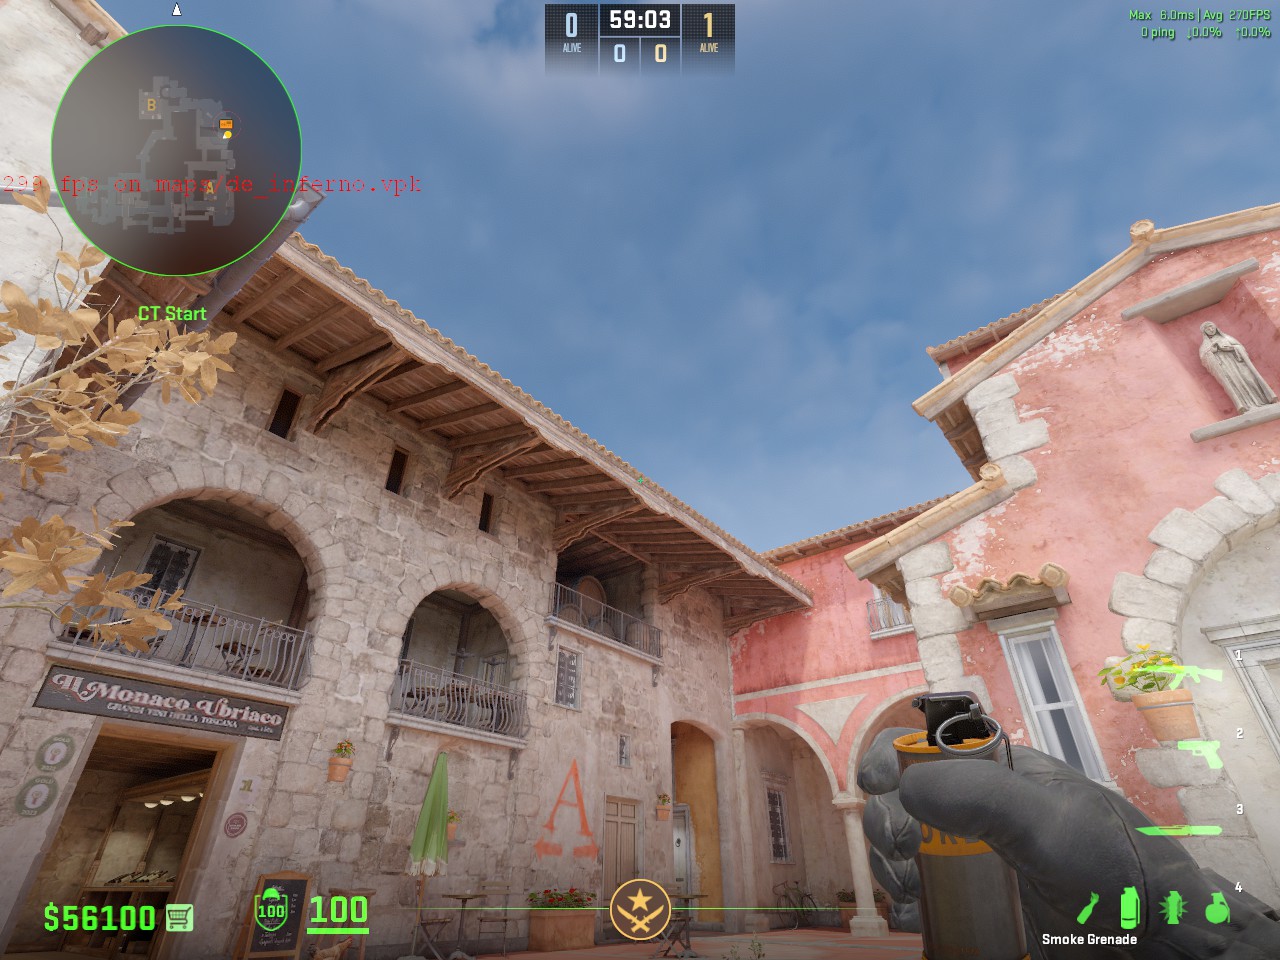 0
ALIVE
59:03
0
0
1
ALIVE
Max 6.0ms | Avg 270FPS
0 ping ↓0.0% ↑0.0%
B
A
299 fps on maps/de_inferno.vpk
CT Start
Il Monaco Ubriaco
GRANDI VINI DELLA TOSCANA
A
1
2
3
4
$56100
100
100
Smoke Grenade